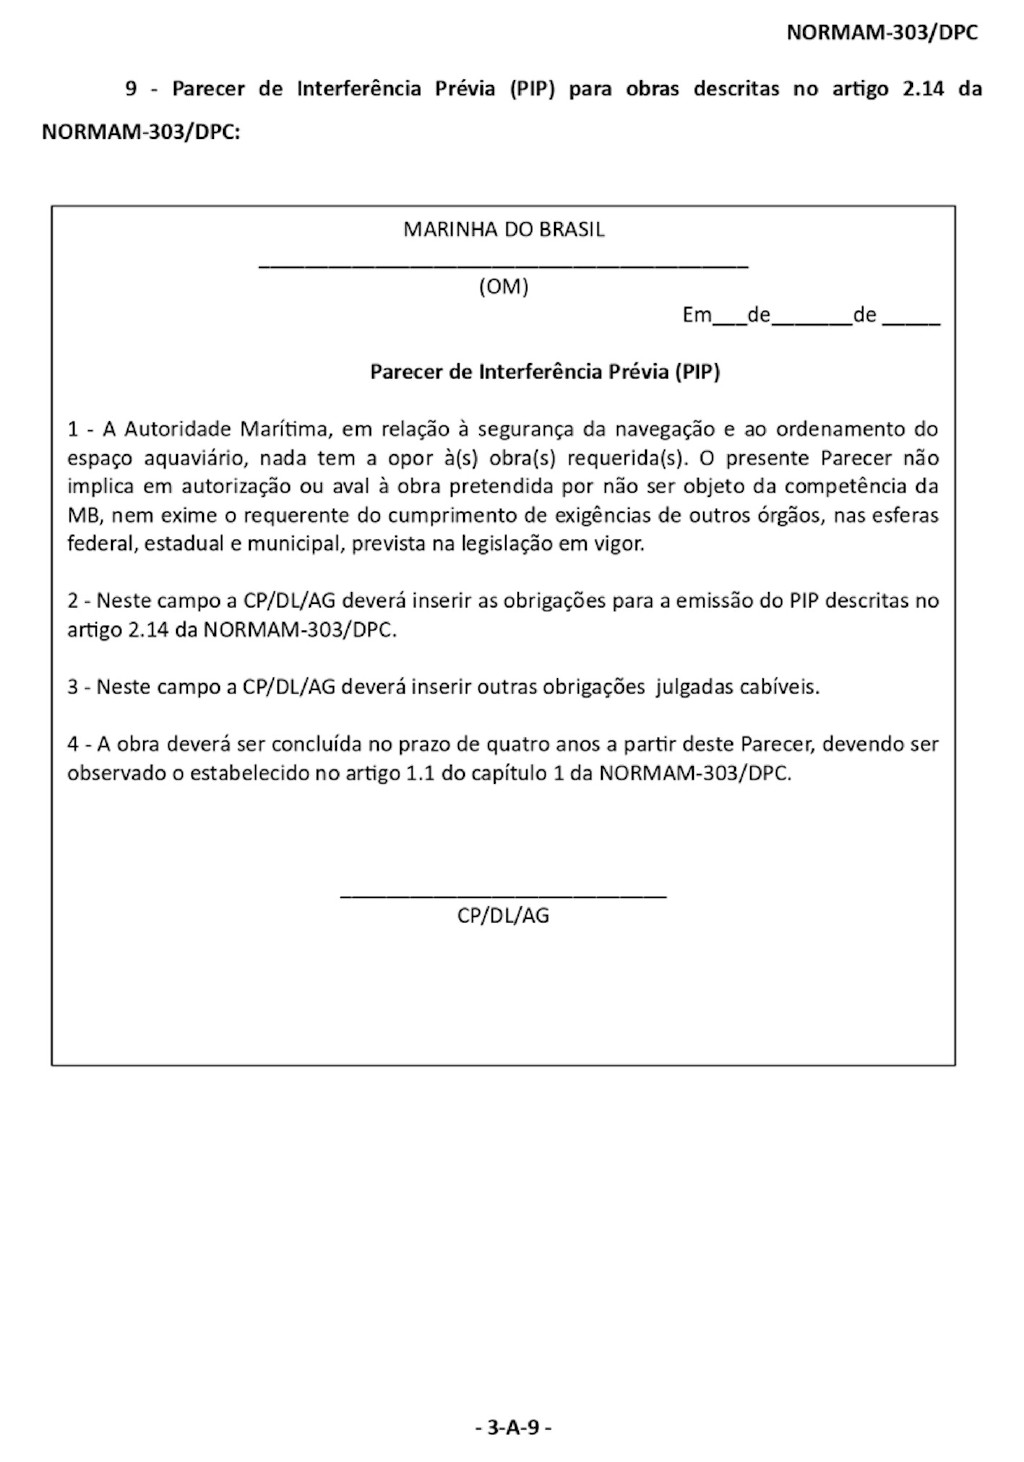 NORMAM-303/DPC
9 - Parecer de Interferência Prévia (PIP) para obras descritas no artigo 2.14 da
NORMAM-303/DPC:
MARINHA DO BRASIL
__________________________________________
(OM)
Em___de_______de _____
Parecer de Interferência Prévia (PIP)
1 - A Autoridade Marítima, em relação à segurança da navegação e ao ordenamento do
espaço aquaviário, nada tem a opor à(s) obra(s) requerida(s). O presente Parecer não
implica em autorização ou aval à obra pretendida por não ser objeto da competência da
MB, nem exime o requerente do cumprimento de exigências de outros órgãos, nas esferas
federal, estadual e municipal, prevista na legislação em vigor.
2 - Neste campo a CP/DL/AG deverá inserir as obrigações para a emissão do PIP descritas no
artigo 2.14 da NORMAM-303/DPC.
3 - Neste campo a CP/DL/AG deverá inserir outras obrigações julgadas cabíveis.
4 - A obra deverá ser concluída no prazo de quatro anos a partir deste Parecer, devendo ser
observado o estabelecido no artigo 1.1 do capítulo 1 da NORMAM-303/DPC.
____________________________
CP/DL/AG
- 3-A-9 -